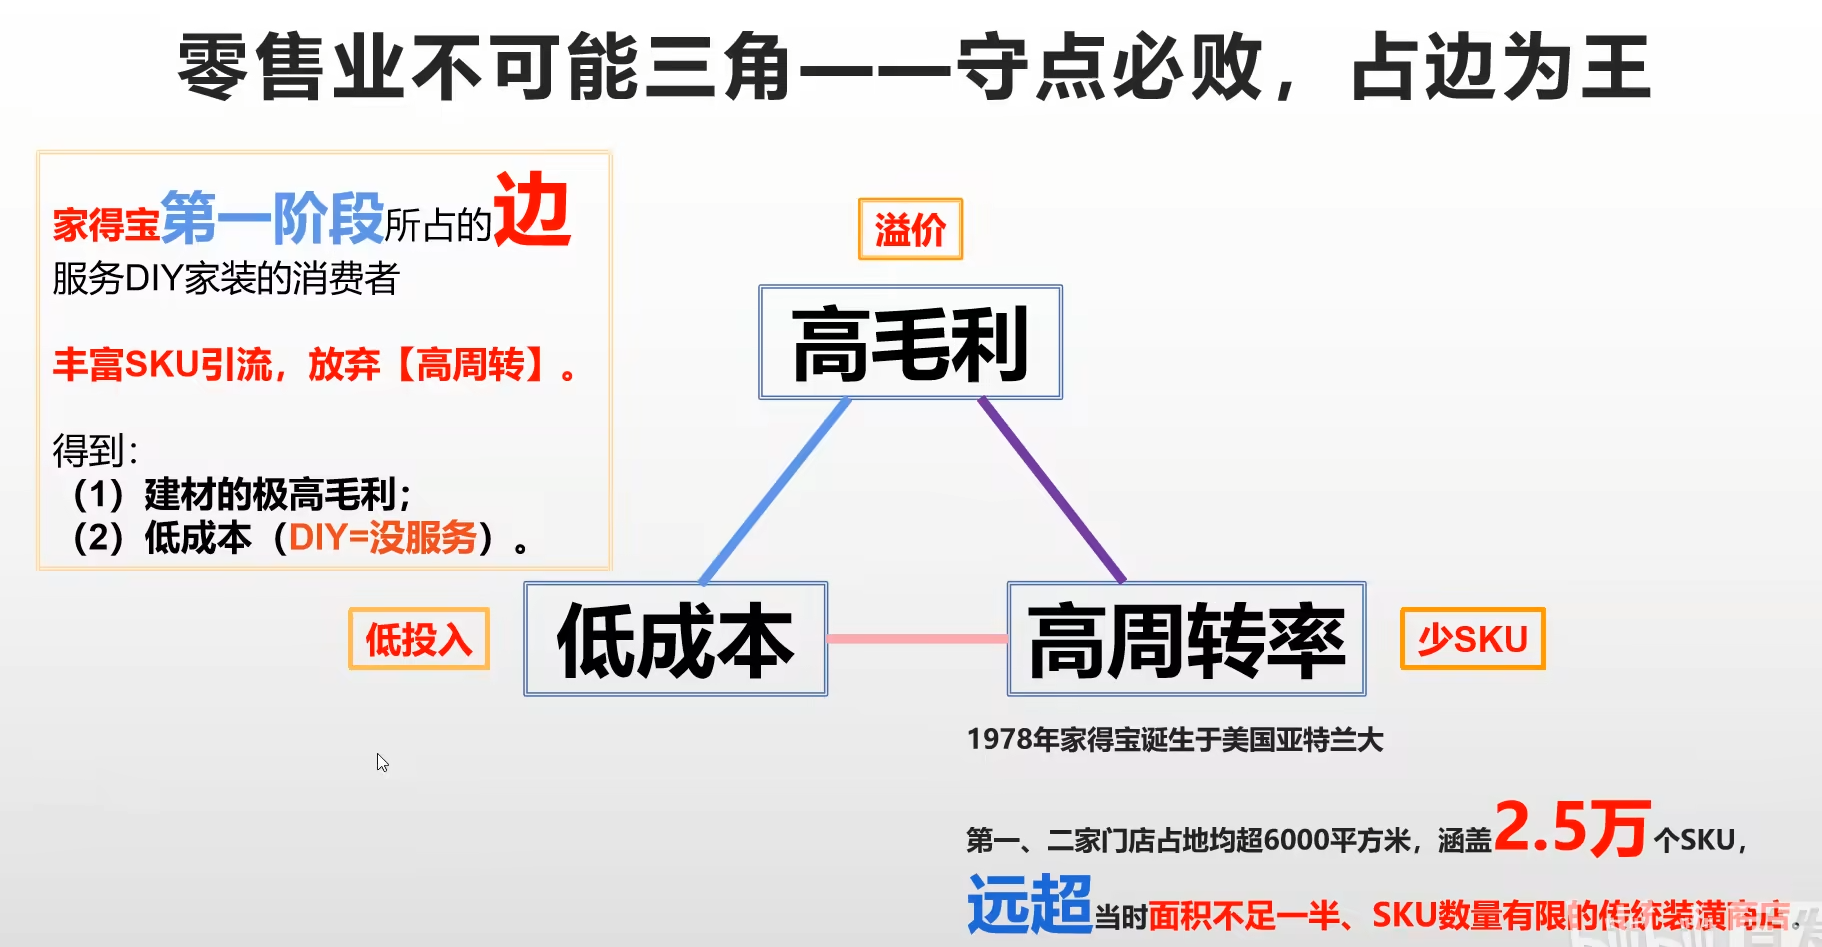 零售业不可能三角——守点必败，占边为王
家得宝第一阶段所占的边
服务DIY家装的消费者
丰富SKU引流，放弃【高周转】。
得到：
（1）建材的极高毛利；
（2）低成本（DIY=没服务）。
溢价
高毛利
低投入
低成本
高周转率
少SKU
1978年家得宝诞生于美国亚特兰大
第一、二家门店占地均超6000平方米，涵盖2.5万个SKU，
远超当时面积不足一半、SKU数量有限的传统装潢商店。